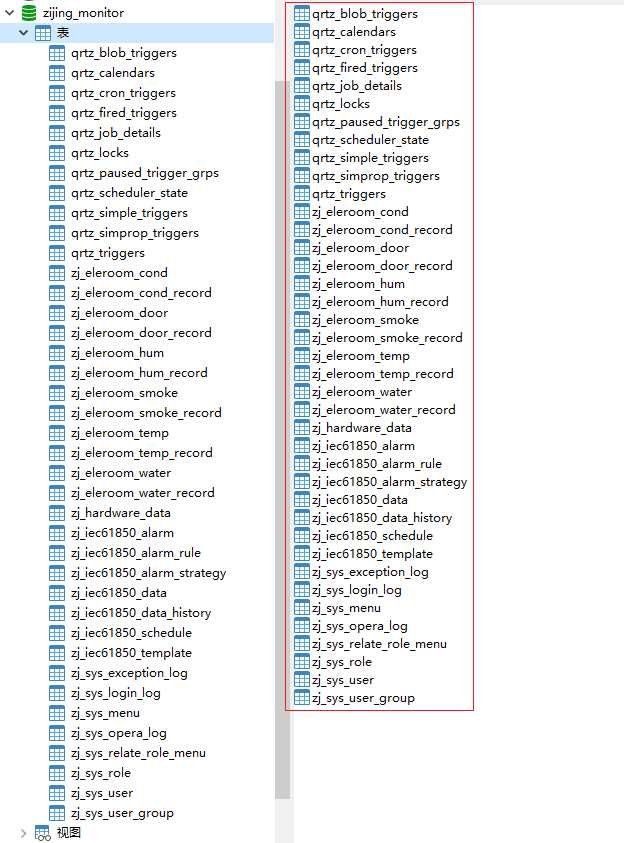 zijing_monitor
表
qrtz_blob_triggers
qrtz_calendars
qrtz_cron_triggers
qrtz_fired_triggers
qrtz_job_details
qrtz_locks
qrtz_paused_trigger_grps
qrtz_scheduler_state
qrtz_simple_triggers
qrtz_simprop_triggers
qrtz_triggers
zj_eleroom_cond
zj_eleroom_cond_record
zj_eleroom_door
zj_eleroom_door_record
zj_eleroom_hum
zj_eleroom_hum_record
zj_eleroom_smoke
zj_eleroom_smoke_record
zj_eleroom_temp
zj_eleroom_temp_record
zj_eleroom_water
zj_eleroom_water_record
zj_hardware_data
zj_iec61850_alarm
zj_iec61850_alarm_rule
zj_iec61850_alarm_strategy
zj_iec61850_data
zj_iec61850_data_history
zj_iec61850_schedule
zj_iec61850_template
zj_sys_exception_log
zj_sys_login_log
zj_sys_menu
zj_sys_opera_log
zj_sys_relate_role_menu
zj_sys_role
zj_sys_user
zj_sys_user_group
视图
qrtz_blob_triggers
qrtz_calendars
qrtz_cron_triggers
qrtz_fired_triggers
qrtz_job_details
qrtz_locks
qrtz_paused_trigger_grps
qrtz_scheduler_state
qrtz_simple_triggers
qrtz_simprop_triggers
qrtz_triggers
zj_eleroom_cond
zj_eleroom_cond_record
zj_eleroom_door
zj_eleroom_door_record
zj_eleroom_hum
zj_eleroom_hum_record
zj_eleroom_smoke
zj_eleroom_smoke_record
zj_eleroom_temp
zj_eleroom_temp_record
zj_eleroom_water
zj_eleroom_water_record
zj_hardware_data
zj_iec61850_alarm
zj_iec61850_alarm_rule
zj_iec61850_alarm_strategy
zj_iec61850_data
zj_iec61850_data_history
zj_iec61850_schedule
zj_iec61850_template
zj_sys_exception_log
zj_sys_login_log
zj_sys_menu
zj_sys_opera_log
zj_sys_relate_role_menu
zj_sys_role
zj_sys_user
zj_sys_user_group